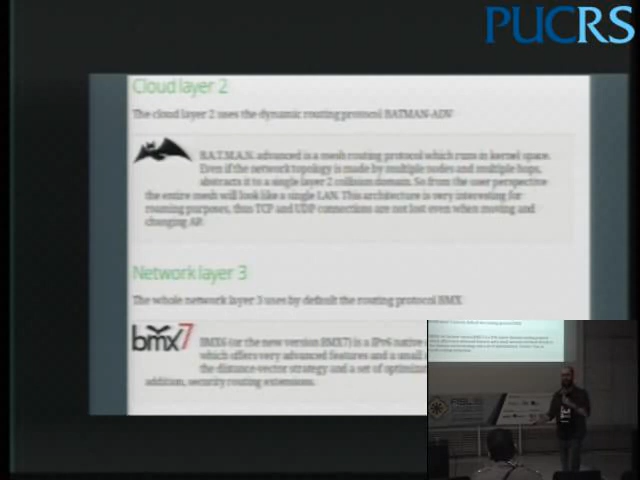 PUCRS
Cloud layer 2
The cloud layer 2 uses the dynamic routing protocol BATMAN-ADV
B.A.T.M.A.N. advanced is a mesh routing protocol which runs in kernel space.
Even if the network topology is made by multiple nodes and multiple hops,
abstracts it to a single layer 2 collision domain. So from the user perspective
the entire mesh will look like a single LAN. This architecture is very interesting for
roaming purposes, thus TCP and UDP connections are not lost even when moving and
changing AP.
Network layer 3
The whole network layer 3 uses by default the routing protocol BMX
bmx7
BMX6 (or the new version BMX7) is a IPv6 native
which offers very advanced features and a small
the distance-vector strategy and a set of
addition, security routing extensions.